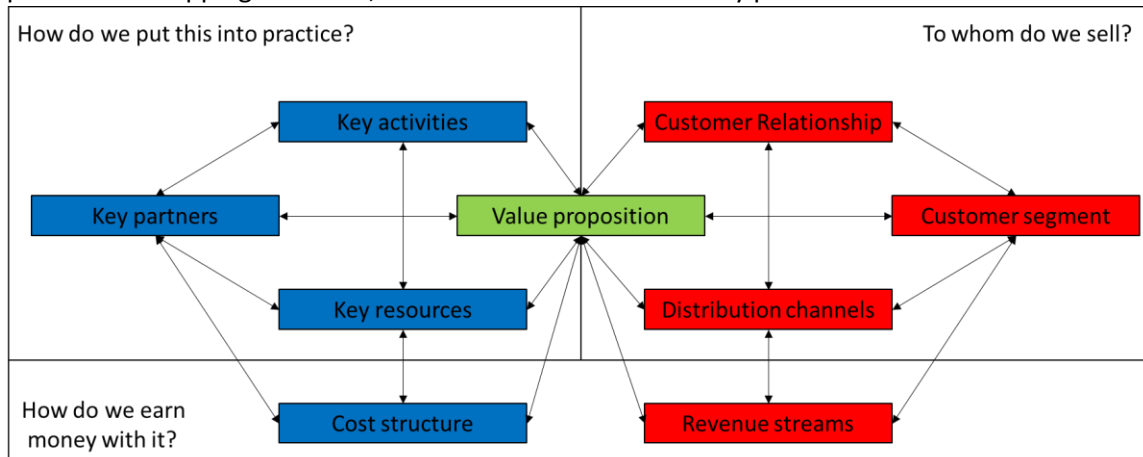 How do we put this into practice?
To whom do we sell?
Key activities
Customer Relationship
Key partners
Value proposition
Customer segment
Key resources
Distribution channels
How do we earn
money with it?
Cost structure
Revenue streams